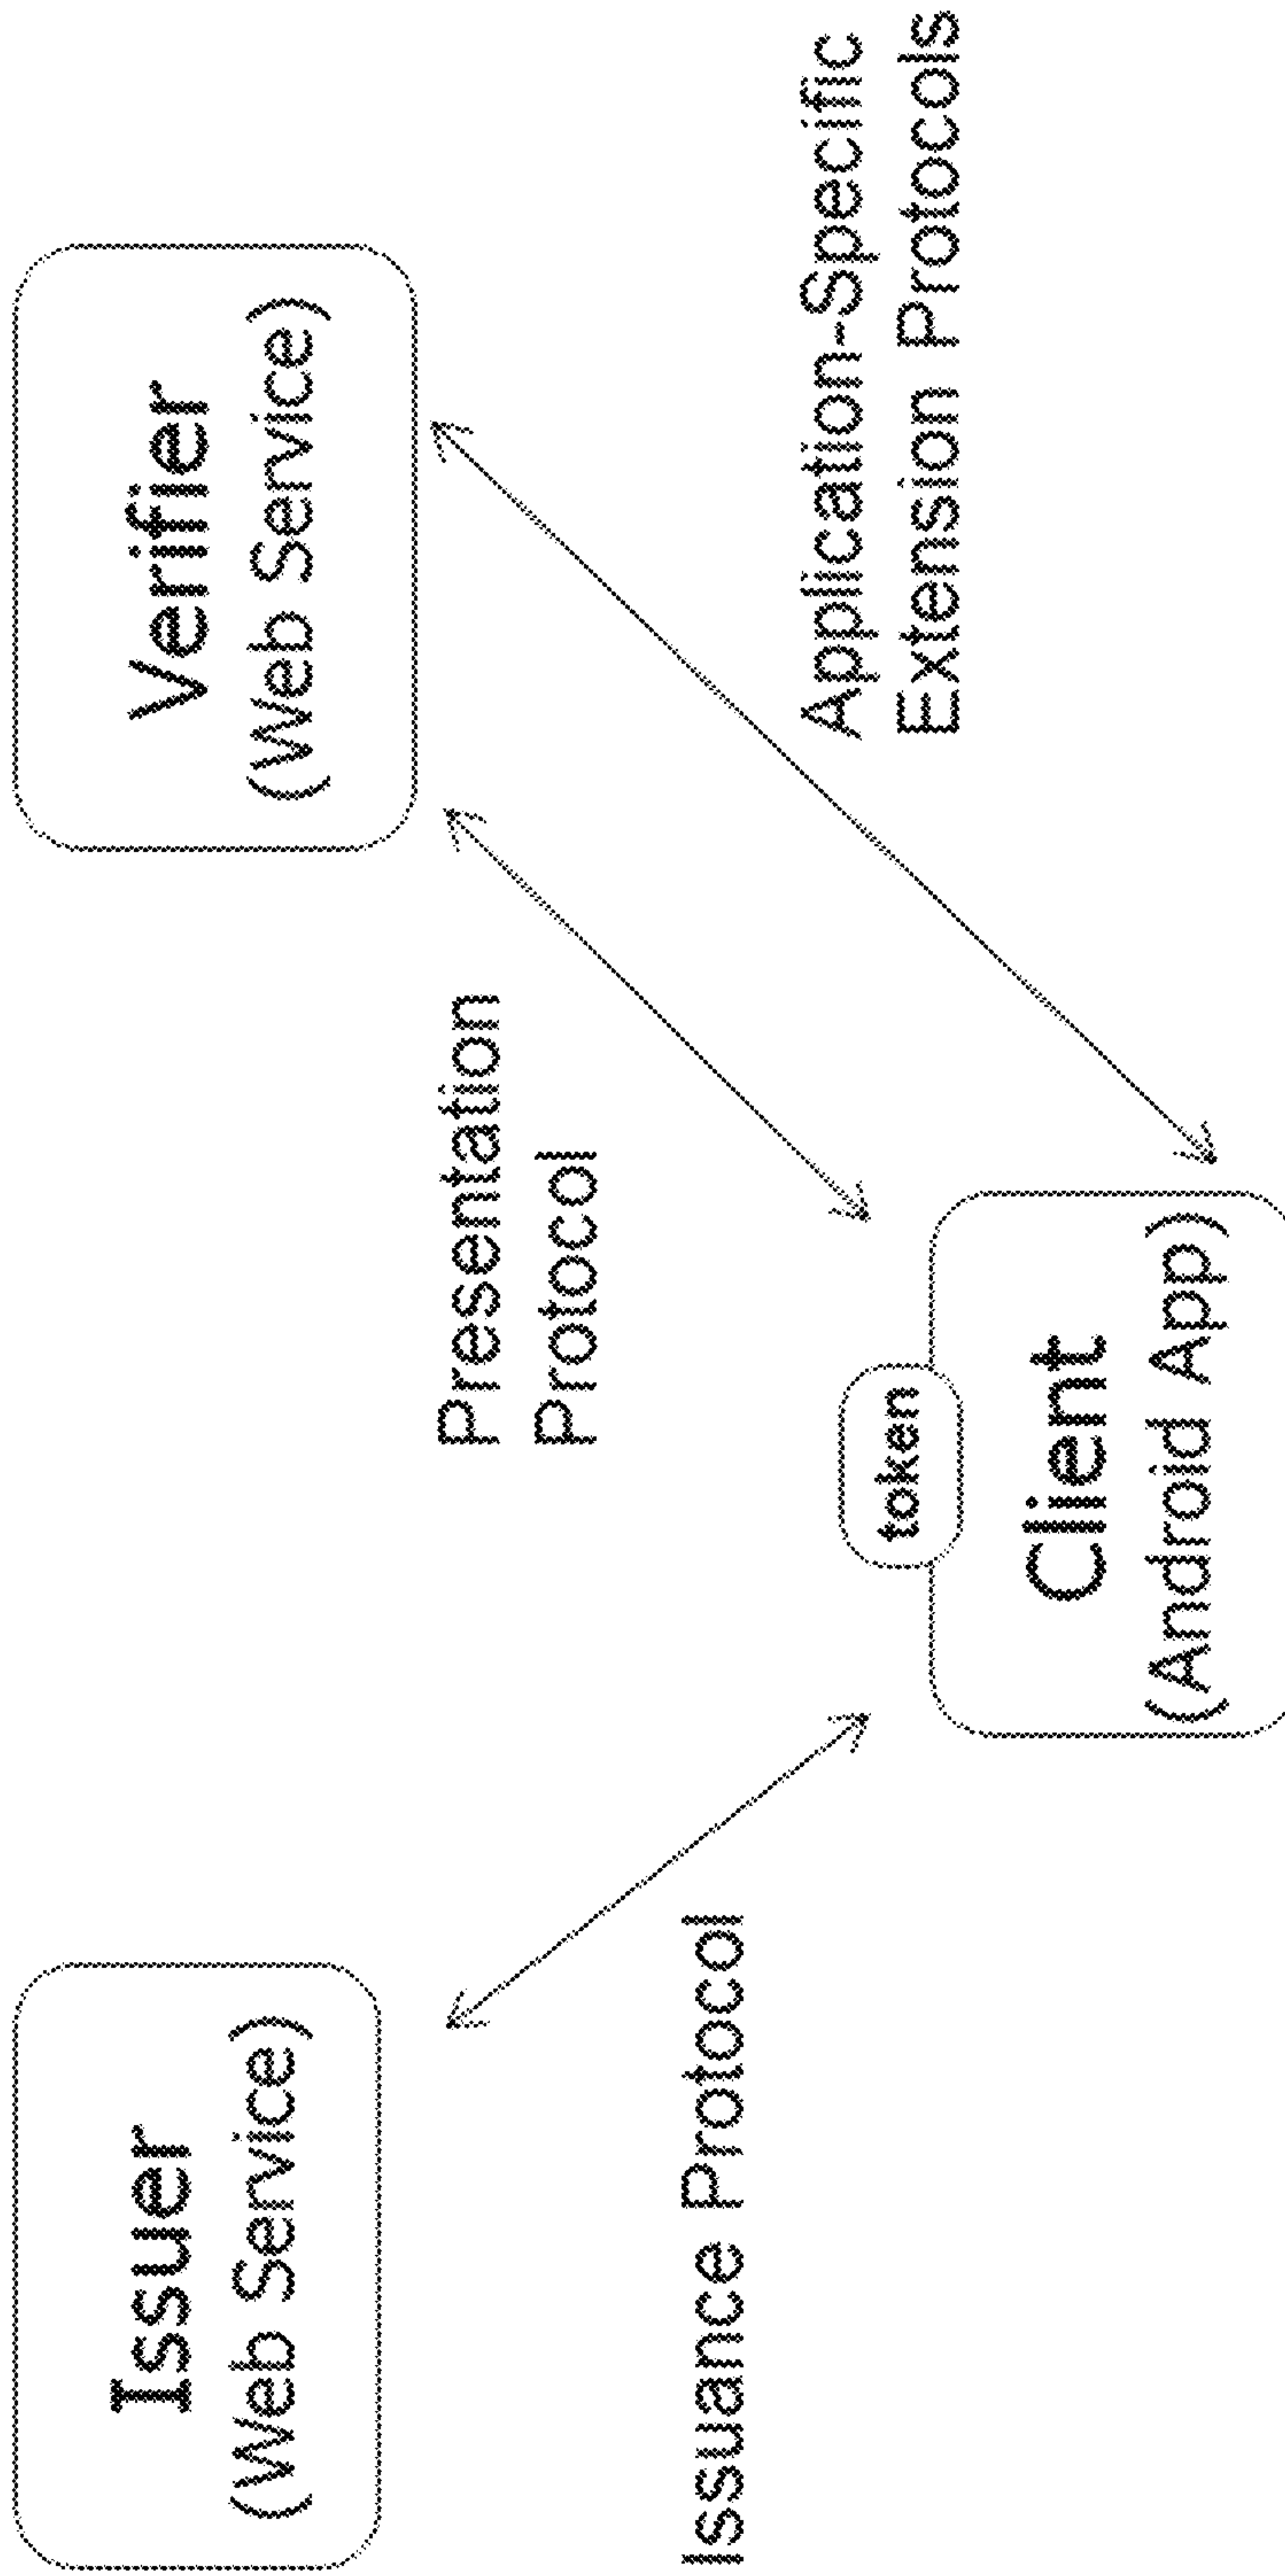 Issuer
(Web Service)
Verifier
(Web Service)
Issuance Protocol
Presentation
Protocol
Application-Specific
Extension Protocols
token
Client
(Android App)